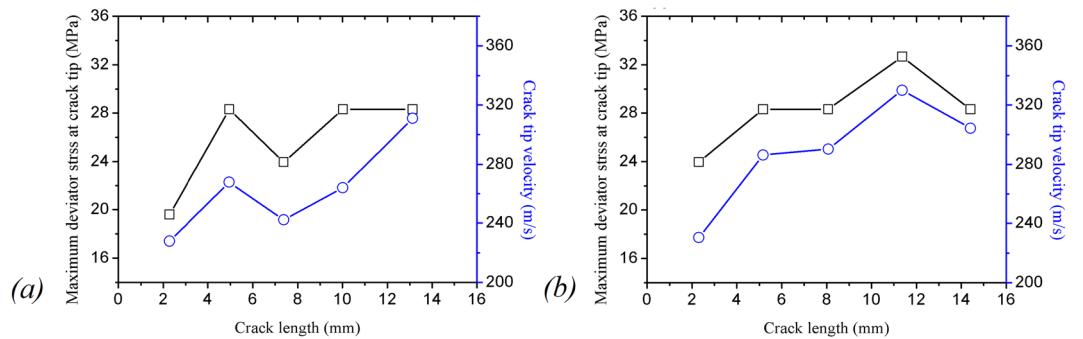 (a)
Maximum deviator strss at crack tip (MPa)
36
32
28
24
20
16
0 2 4 6 8 10 12 14 16
Crack length (mm)
360
320
280
240
200
Crack tip velocity (m/s)
(b)
Maximum deviator strss at crack tip (MPa)
36
32
28
24
20
16
0 2 4 6 8 10 12 14 16
Crack length (mm)
360
320
280
240
200
Crack tip velocity (m/s)